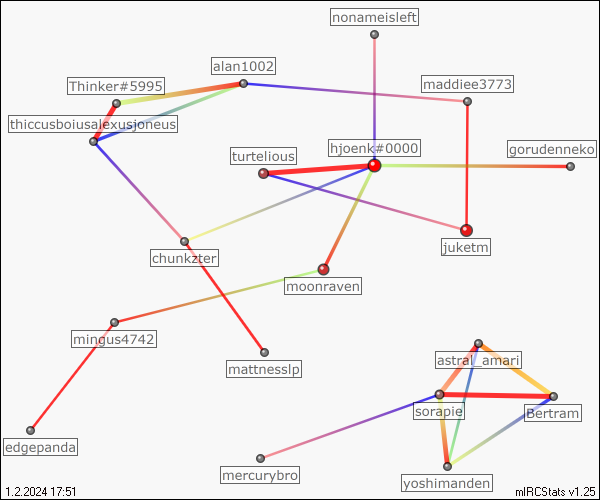 nonameisleft
alan1002
Thinker#5995
maddiee3773
thiccusboiusalexusjoneus
hjoenk#0000
gorudenneko
turtelious
juketm
chunkzter
moonraven
mingus4742
mattnesslp
astral_amari
sorapie
Bertram
edgepanda
mercurybro
yoshimanden
1.2.2024 17:51
mIRCStats v1.25